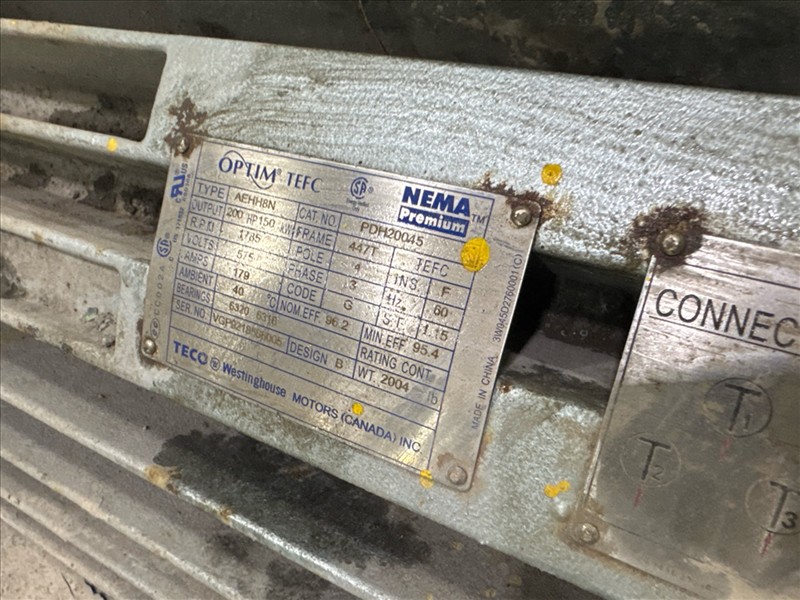 OPTIM TEFC
NEMA
Premium™
TYPE AEHH8N CAT.NO. PDH20045
OUTPUT 200 HP 150 KW FRAME 447T TEFC
R.P.M 1785 POLE 4 INS. F
VOLTS 575 PHASE 3 Hz 60
AMPS 179 CODE G S.F. 1.15
AMBIENT 40 °C NOM.EFF 96.2 MIN.EFF. 95.4
BEARINGS 6320 6316 RATING CONT
SER.NO. DESIGN B WT. 2004 lb
TECO Westinghouse MOTORS (CANADA) INC
MADE IN CHINA
CONNEC
T1
T2
T3